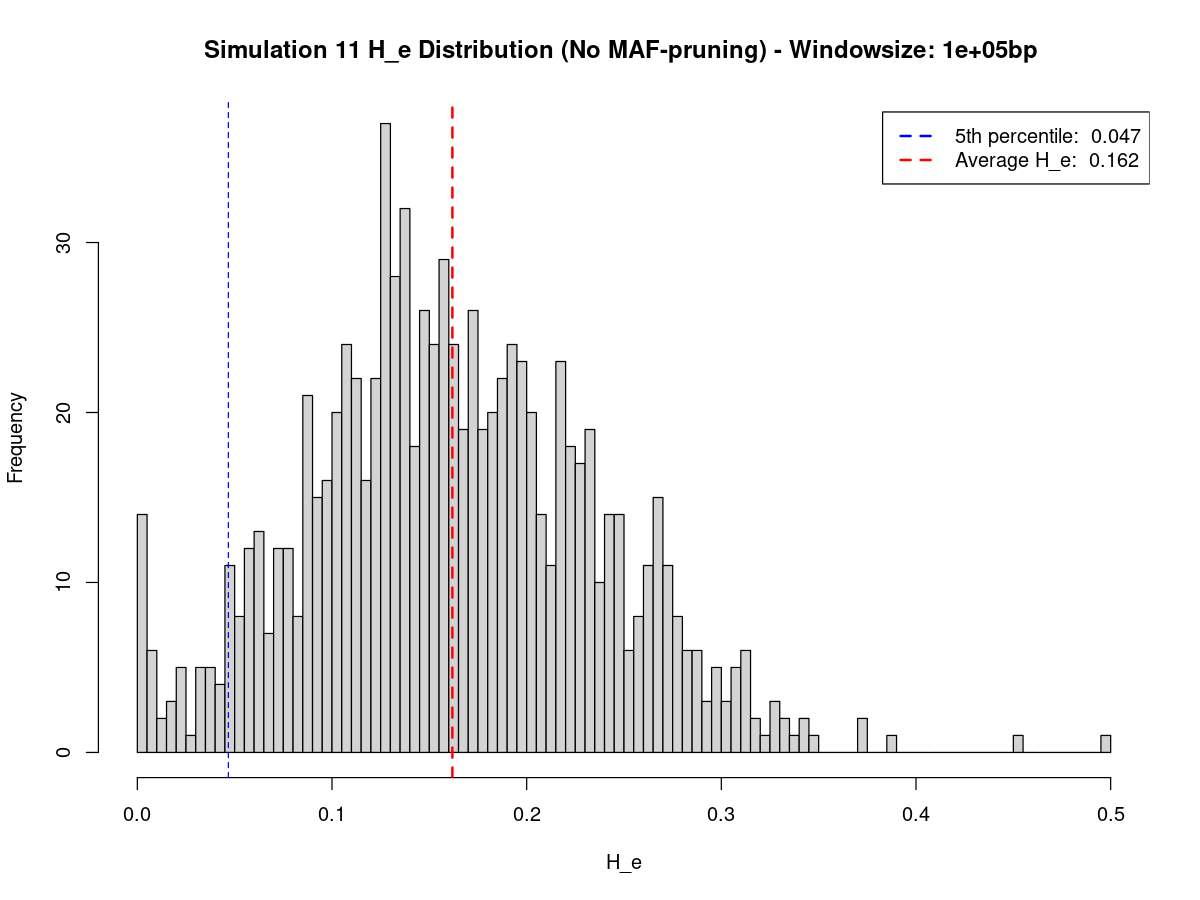 Simulation 11 H_e Distribution (No MAF-pruning) - Windowsize: 1e+05bp
5th percentile:  0.047
Average H_e:  0.162
Frequency
30
20
10
0
0.0 0.1 0.2 0.3 0.4 0.5
H_e